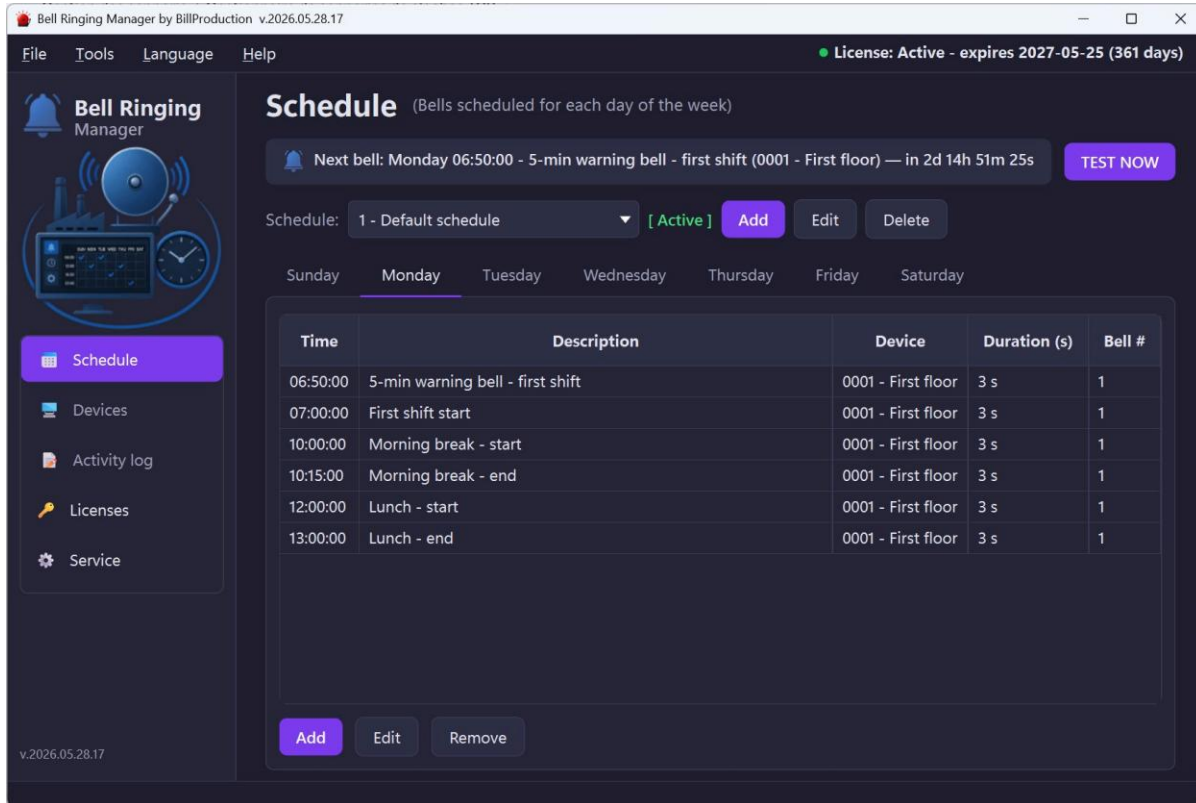 Bell Ringing Manager by BillProduction v.2026.05.28.17
File Tools Language Help
License: Active - expires 2027-05-25 (361 days)
Bell Ringing
Manager
SUN MON TUE WED THU PRI SAT
Schedule (Bells scheduled for each day of the week)
Next bell: Monday 06:50:00 - 5-min warning bell - first shift (0001 - First floor) — in 2d 14h 51m 25s
TEST NOW
Schedule: 1 - Default schedule [ Active ] Add Edit Delete
Sunday Monday Tuesday Wednesday Thursday Friday Saturday
Time Description Device Duration (s) Bell #
06:50:00 5-min warning bell - first shift 0001 - First floor 3 s 1
07:00:00 First shift start 0001 - First floor 3 s 1
10:00:00 Morning break - start 0001 - First floor 3 s 1
10:15:00 Morning break - end 0001 - First floor 3 s 1
12:00:00 Lunch - start 0001 - First floor 3 s 1
13:00:00 Lunch - end 0001 - First floor 3 s 1
Add Edit Remove
Schedule
Devices
Activity log
Licenses
Service
v.2026.05.28.17